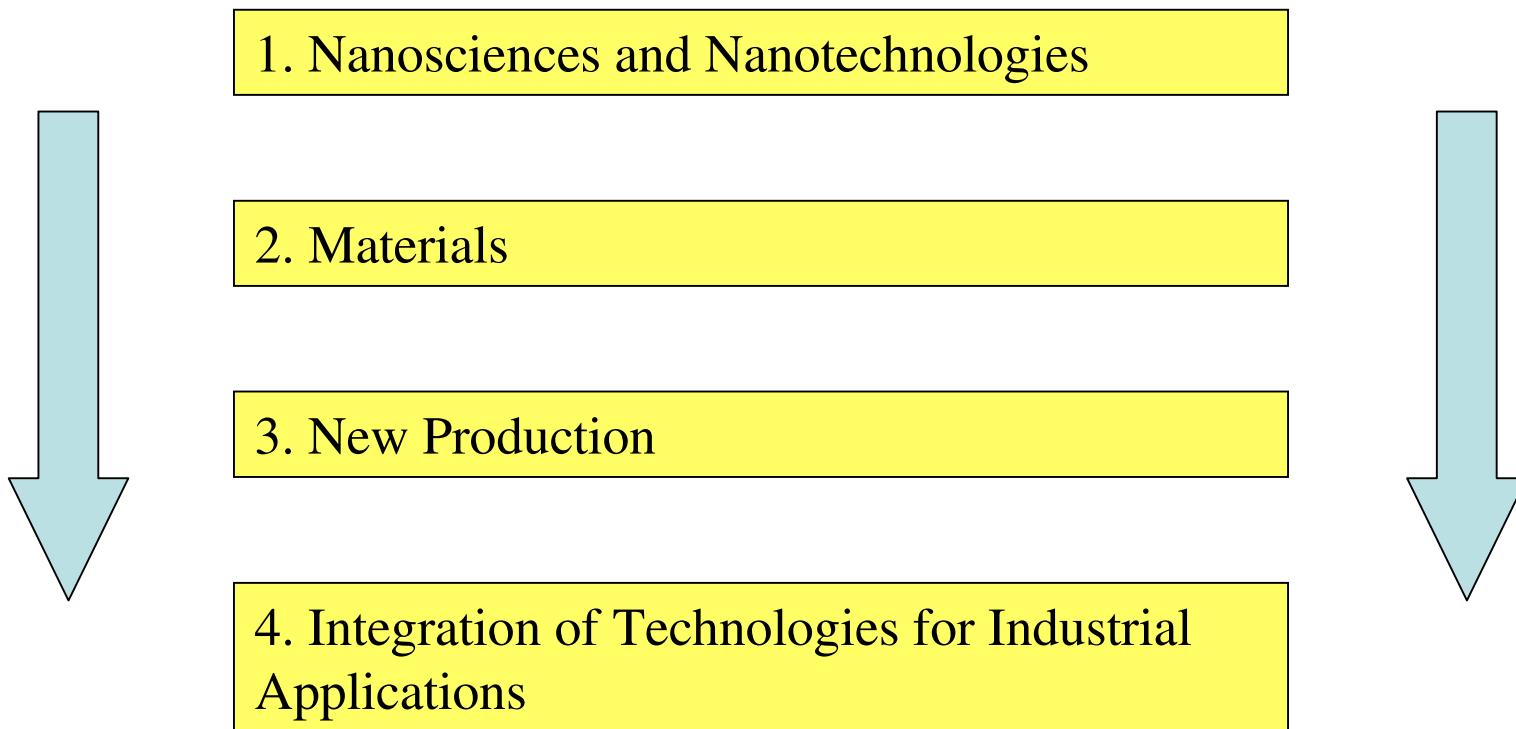 1. Nanosciences and Nanotechnologies
2. Materials
3. New Production
4. Integration of Technologies for Industrial
Applications